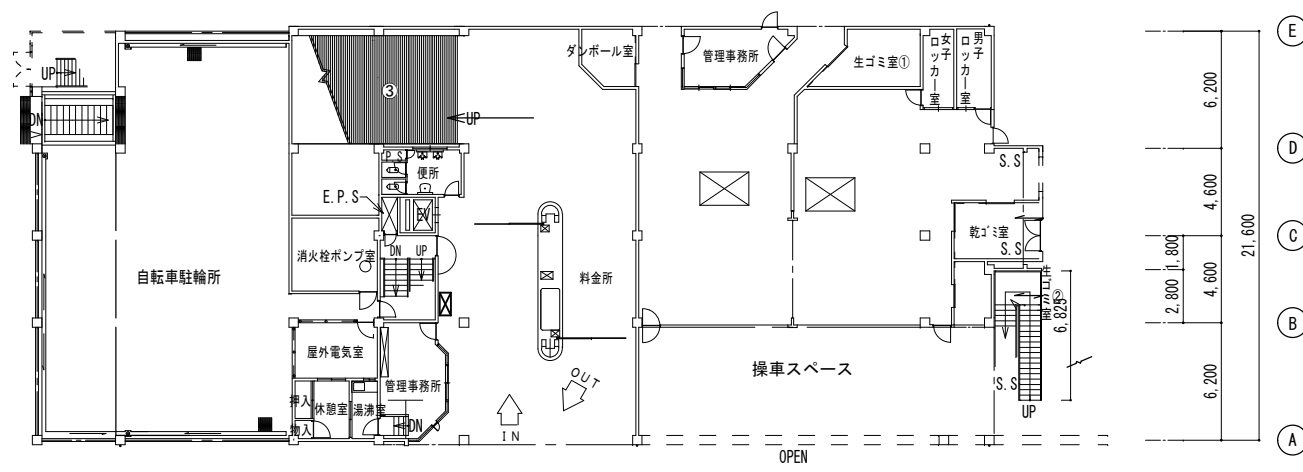 UP
DN
自転車駐輪所
③
UP
P.S
便所
E.P.S
EV
消火栓ポンプ室
DN
UP
屋外電気室
押入
物入
休憩室
湯沸室
管理事務所
DN
IN
OUT
料金所
ダンボール室
管理事務所
生ゴミ室①
女子
ロッカー室
男子
ロッカー室
S.S
乾ゴミ室
S.S
生ゴミ室②
S.S
UP
6,825
操車スペース
OPEN
1,800
2,800
6,200
4,600
4,600
6,200
21,600
E
D
C
B
A